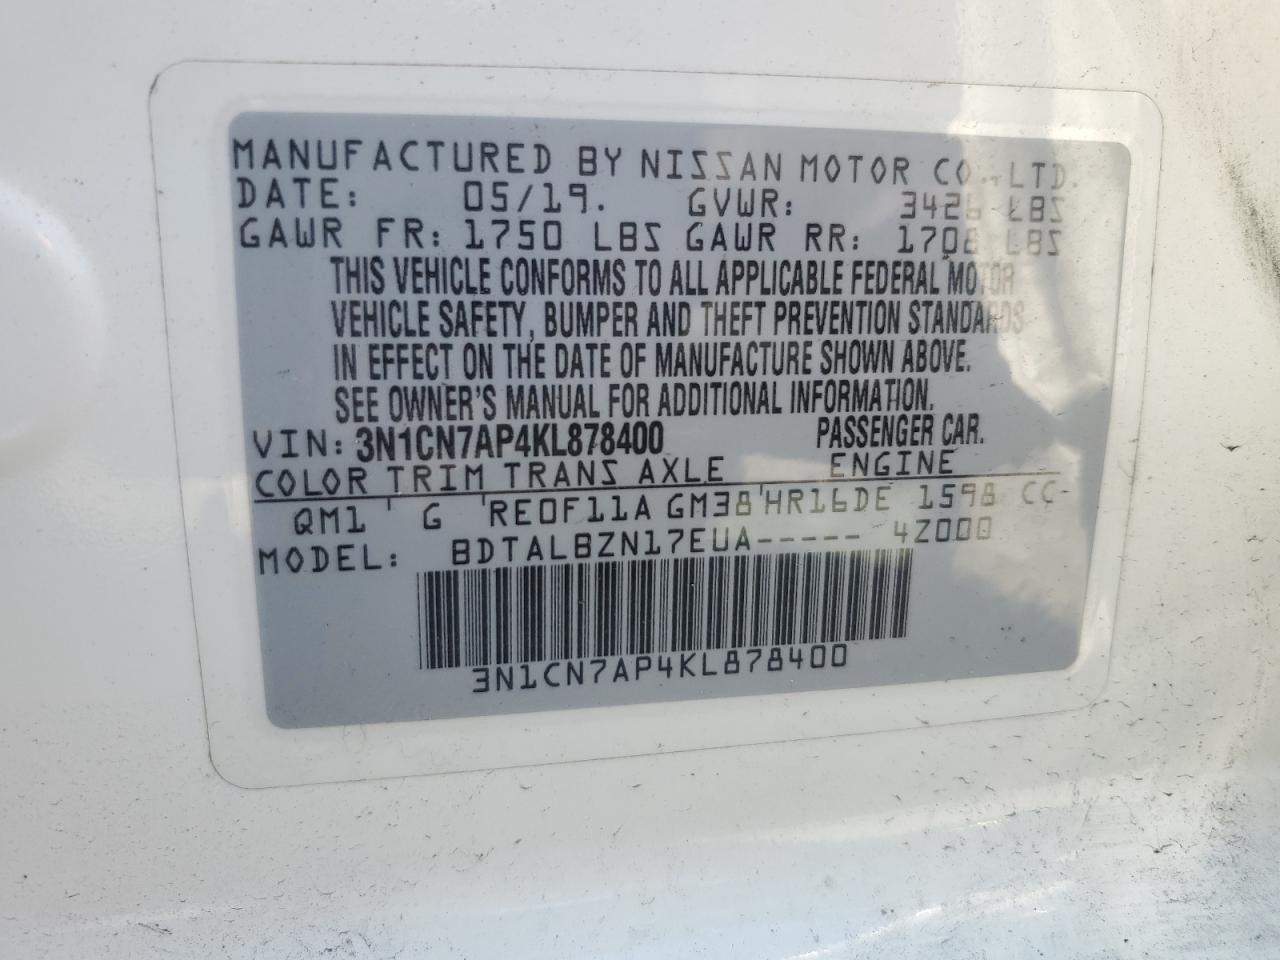 MANUFACTURED BY NISSAN MOTOR CO., LTD.
DATE: 05/19. GVWR: 3426 LBS
GAWR FR: 1750 LBS GAWR RR: 1708 LBS
THIS VEHICLE CONFORMS TO ALL APPLICABLE FEDERAL MOTOR
VEHICLE SAFETY, BUMPER AND THEFT PREVENTION STANDARDS
IN EFFECT ON THE DATE OF MANUFACTURE SHOWN ABOVE.
SEE OWNER'S MANUAL FOR ADDITIONAL INFORMATION.
VIN: 3N1CN7AP4KL878400 PASSENGER CAR.
COLOR TRIM TRANS AXLE ENGINE
QM1 G RE0F11A GM38 HR16DE 1598 CC
MODEL: BDTALBZN17EUA----- 4Z000
3N1CN7AP4KL878400